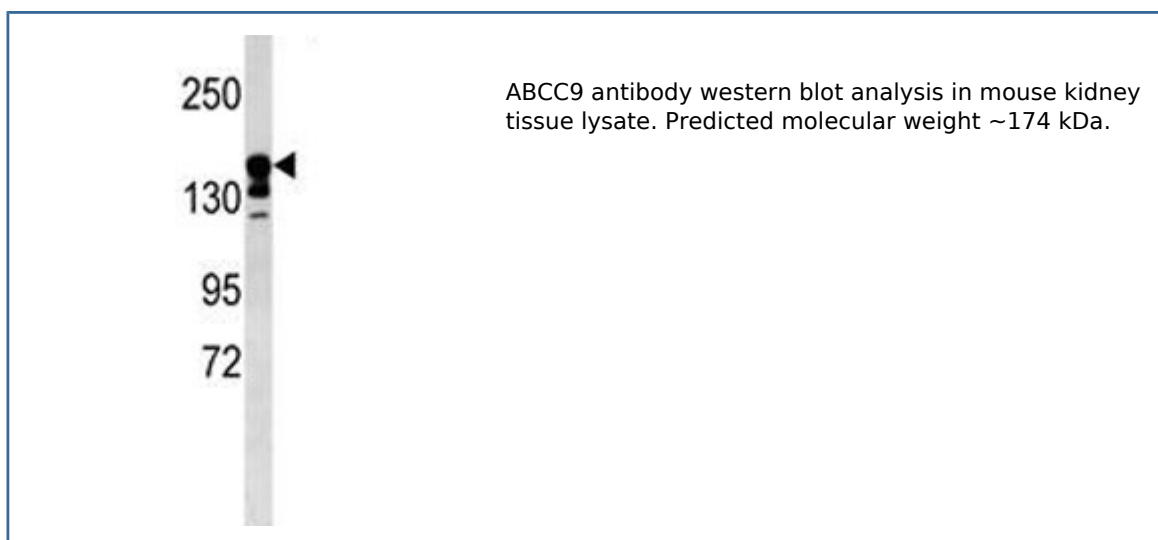 250
130
95
72
ABCC9 antibody western blot analysis in mouse kidney
tissue lysate. Predicted molecular weight ~174 kDa.